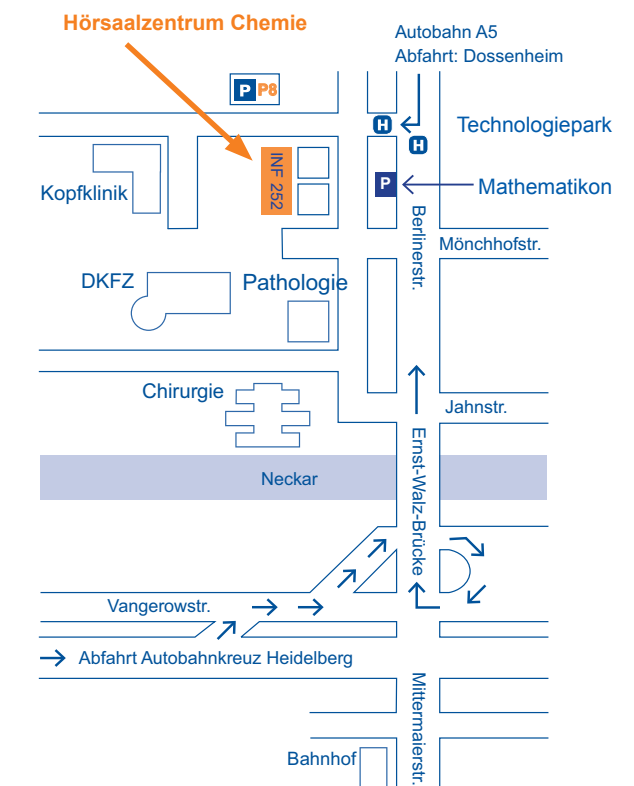 Hörsaalzentrum Chemie
Autobahn A5
Abfahrt: Dossenheim
P P8
H
H
Technologiepark
INF 252
Kopfklinik
P
Mathematikon
Berlinerstr.
Mönchhofstr.
DKFZ
Pathologie
Chirurgie
Jahnstr.
Ernst-Walz-Brücke
Neckar
Vangerowstr.
Abfahrt Autobahnkreuz Heidelberg
Mittermaierstr.
Bahnhof